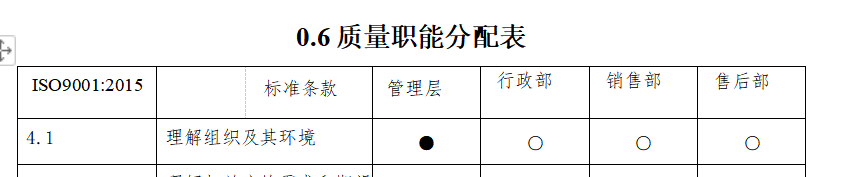 0.6 质量职能分配表
ISO9001:2015 标准条款 管理层 行政部 销售部 售后部
4.1 理解组织及其环境 ● ○ ○ ○